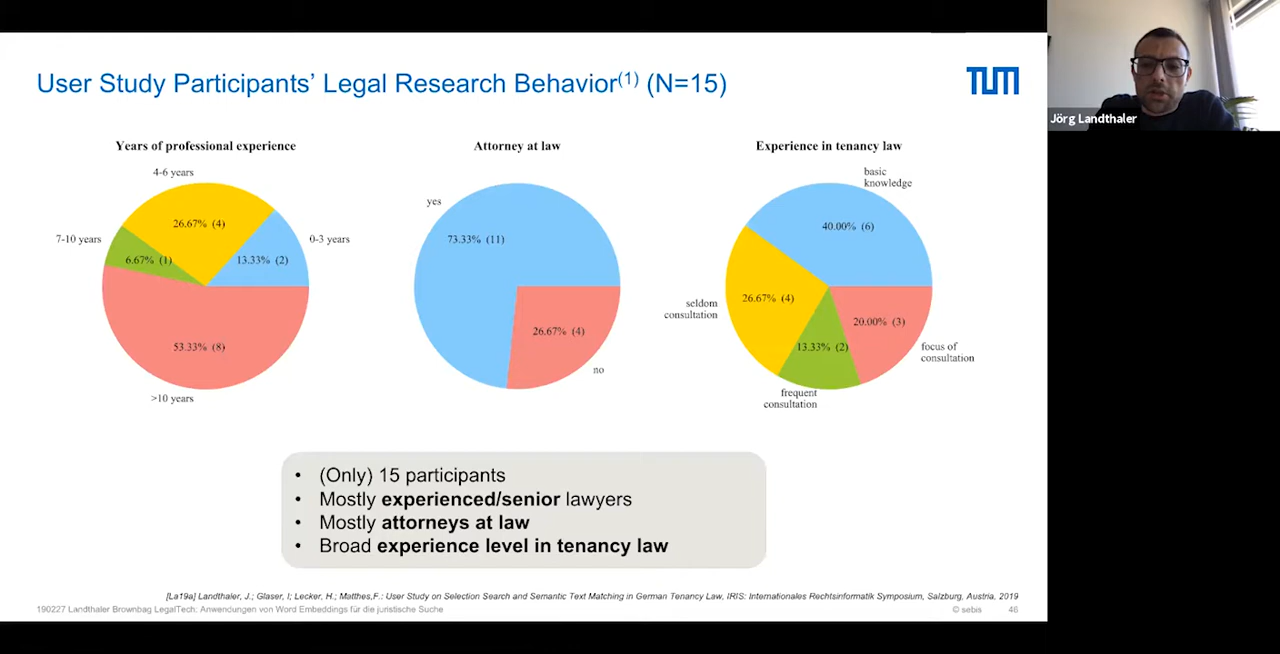 User Study Participants' Legal Research Behavior(1) (N=15)
TUM
Jörg Landthaler
Years of professional experience
4-6 years
26.67% (4)
7-10 years
0-3 years
6.67% (1)
13.33% (2)
53.33% (8)
>10 years
Attorney at law
yes
73.33% (11)
26.67% (4)
no
Experience in tenancy law
basic
knowledge
40.00% (6)
seldom
consultation
26.67% (4)
20.00% (3)
13.33% (2)
focus of
consultation
frequent
consultation
• (Only) 15 participants
• Mostly experienced/senior lawyers
• Mostly attorneys at law
• Broad experience level in tenancy law
[La19a] Landthaler, J.; Glaser, I; Lecker, H.; Matthes,F.: User Study on Selection Search and Semantic Text Matching in German Tenancy Law, IRIS: Internationales Rechtsinformatik Symposium, Salzburg, Austria, 2019
190227 Landthaler Brownbag LegalTech: Anwendungen von Word Embeddings für die juristische Suche
© sebis
46